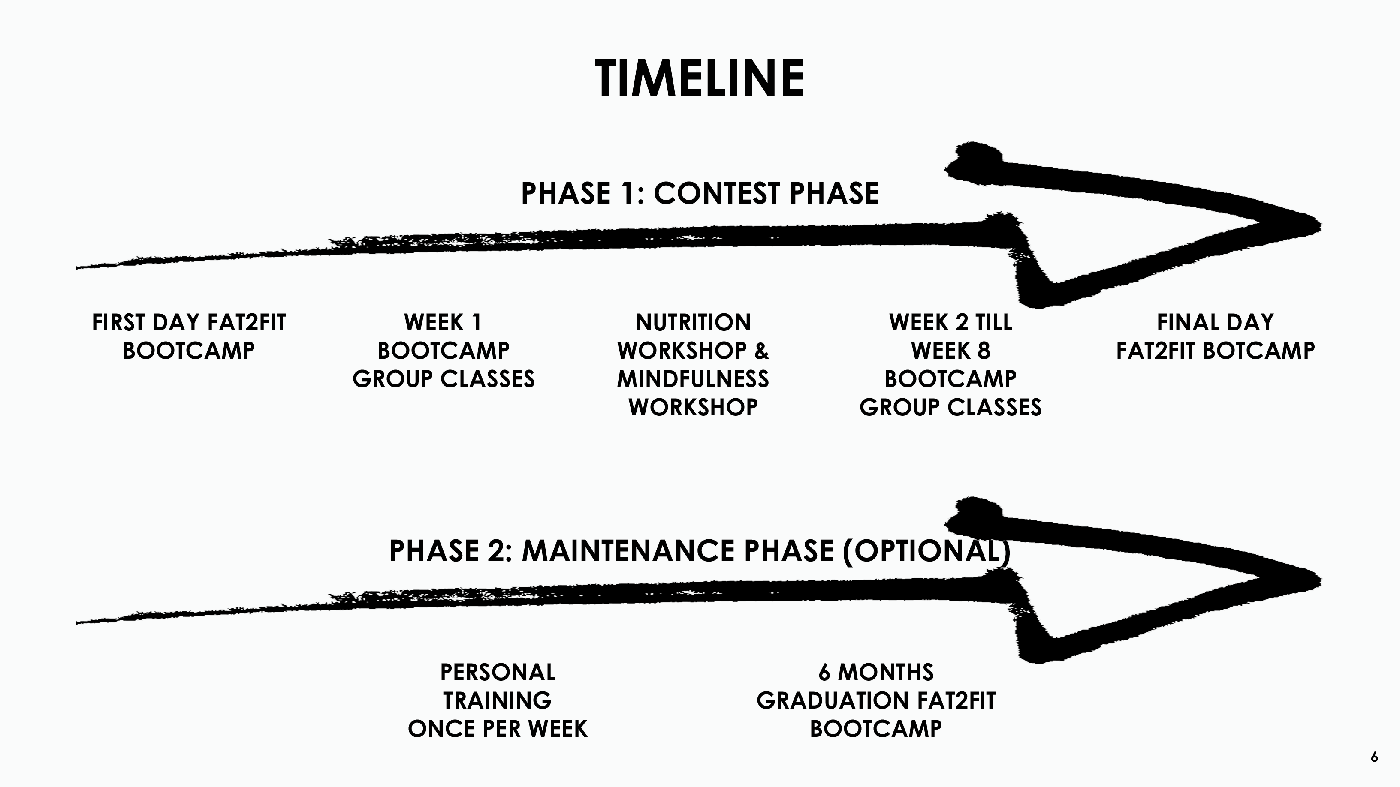 TIMELINE
PHASE 1: CONTEST PHASE
FIRST DAY FAT2FIT
BOOTCAMP
WEEK 1
BOOTCAMP
GROUP CLASSES
NUTRITION
WORKSHOP &
MINDFULNESS
WORKSHOP
WEEK 2 TILL
WEEK 8
BOOTCAMP
GROUP CLASSES
FINAL DAY
FAT2FIT BOTCAMP
PHASE 2: MAINTENANCE PHASE (OPTIONAL)
PERSONAL
TRAINING
ONCE PER WEEK
6 MONTHS
GRADUATION FAT2FIT
BOOTCAMP
6